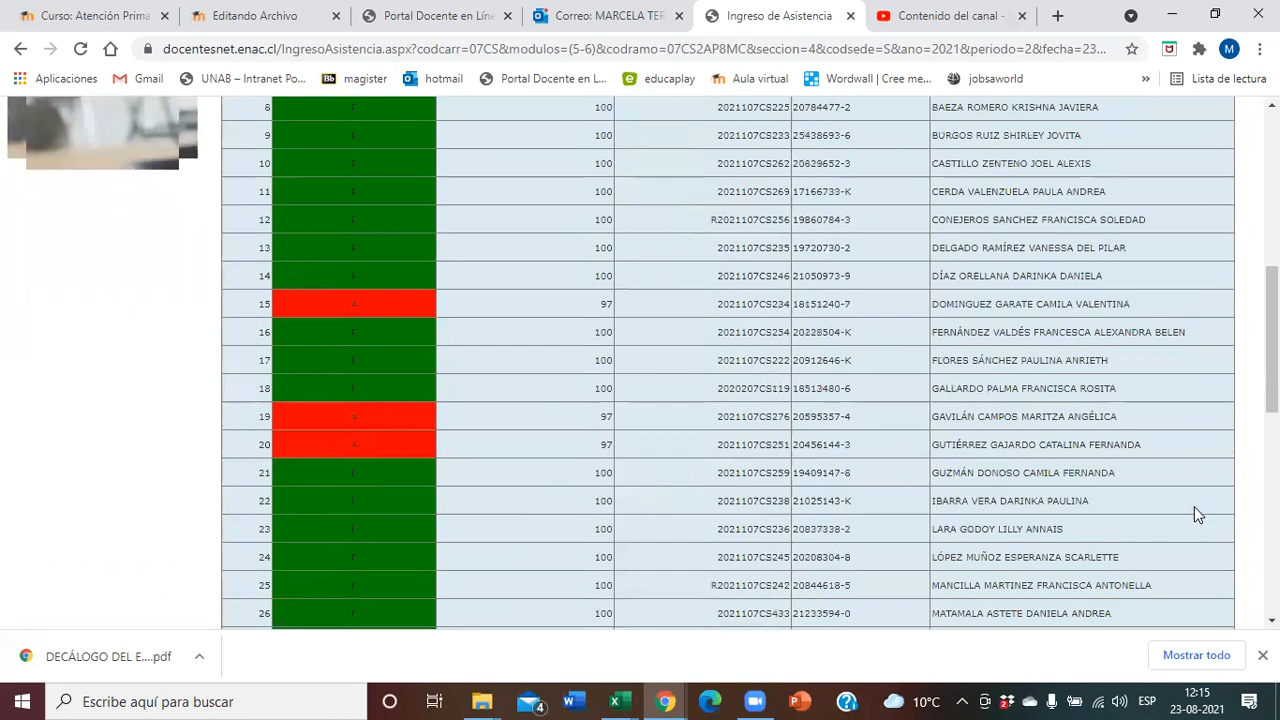 Curso: Atención Prima
Editando Archivo
Portal Docente en Líne
Correo: MARCELA TER
Ingreso de Asistencia
Contenido del canal -
docentesnet.enac.cl/IngresoAsistencia.aspx?codcarr=07CS&modulos=(5-6)&codramo=07CS2AP8MC&seccion=4&codsede=S&ano=2021&periodo=2&fecha=23...
M
Aplicaciones Gmail UNAB – Intranet Po... Bb magister hotmail Portal Docente en L... educaplay Aula virtual Wordwall | Cree me... jobsaworld » Lista de lectura
8 100 2021107CS225 20784477-2 BAEZA ROMERO KRISHNA JAVIERA
9 100 2021107CS233 25438693-6 BURGOS RUIZ SHIRLEY JOVITA
10 100 2021107CS262 20829652-3 CASTILLO ZENTENO JOEL ALEXIS
11 100 2021107CS269 17166733-K CERDA VALENZUELA PAULA ANDREA
12 100 R2021107CS256 19860784-3 CONEJEROS SANCHEZ FRANCISCA SOLEDAD
13 100 2021107CS235 19720730-2 DELGADO RAMÍREZ VANESSA DEL PILAR
14 100 2021107CS246 21050973-9 DÍAZ ORELLANA DARINKA DANIELA
15 A 97 2021107CS234 18151240-7 DOMINGUEZ GARATE CAMILA VALENTINA
16 100 2021107CS254 20228504-K FERNÁNDEZ VALDÉS FRANCESCA ALEXANDRA BELEN
17 100 2021107CS222 20912646-K FLORES SÁNCHEZ PAULINA ANRIETH
18 100 2020207CS119 18513480-6 GALLARDO PALMA FRANCISCA ROSITA
19 A 97 2021107CS276 20595357-4 GAVILÁN CAMPOS MARITZA ANGÉLICA
20 A 97 2021107CS251 20456144-3 GUTIÉRREZ GAJARDO CATALINA FERNANDA
21 100 2021107CS259 19409147-8 GUZMÁN DONOSO CAMILA FERNANDA
22 100 2021107CS238 21025143-K IBARRA VERA DARINKA PAULINA
23 100 2021107CS236 20837338-2 LARA GODOY LILLY ANNAIS
24 100 2021107CS245 20208304-8 LÓPEZ MUÑOZ ESPERANZA SCARLETTE
25 100 R2021107CS242 20844618-5 MANCILLA MARTINEZ FRANCISCA ANTONELLA
26 100 2021107CS433 21233594-0 MATAMALA ASTETE DANIELA ANDREA
DECÁLOGO DEL E....pdf
Mostrar todo
Escribe aquí para buscar
4
10°C
ESP
12:15
23-08-2021